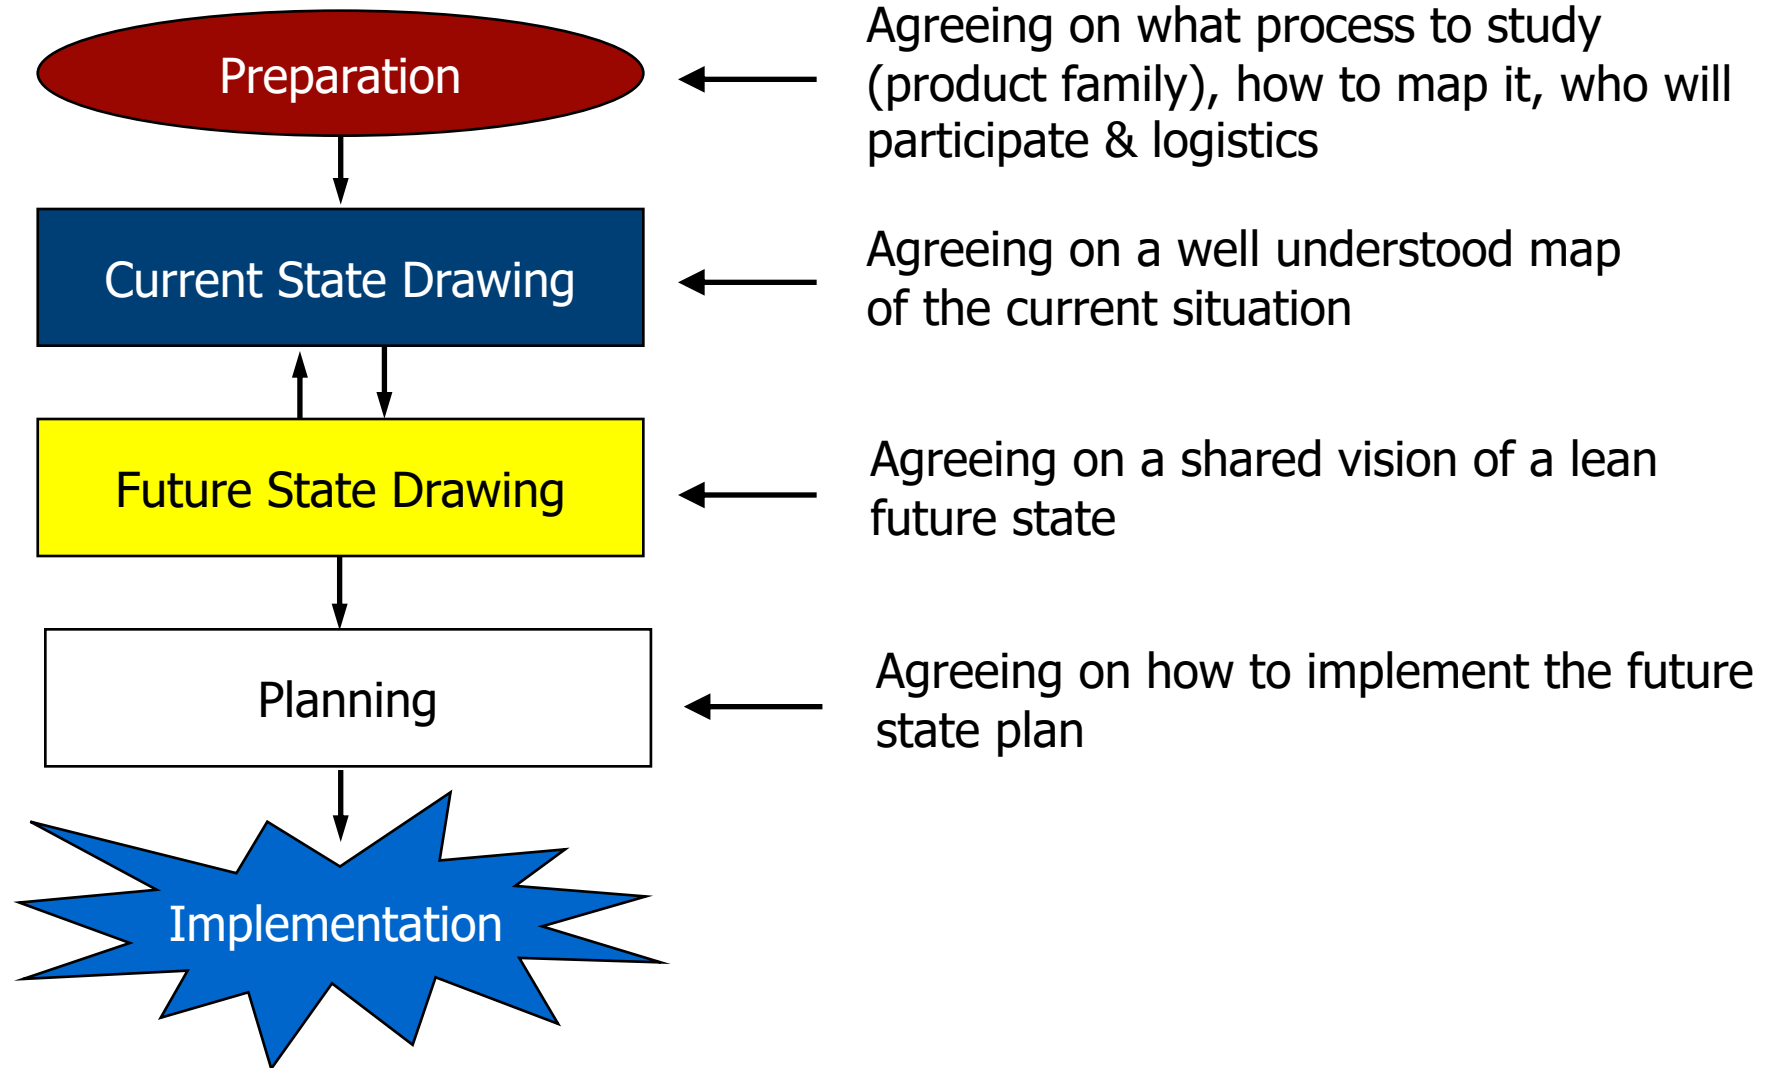 Preparation
Agreeing on what process to study
(product family), how to map it, who will
participate & logistics
Current State Drawing
Agreeing on a well understood map
of the current situation
Future State Drawing
Agreeing on a shared vision of a lean
future state
Planning
Agreeing on how to implement the future
state plan
Implementation